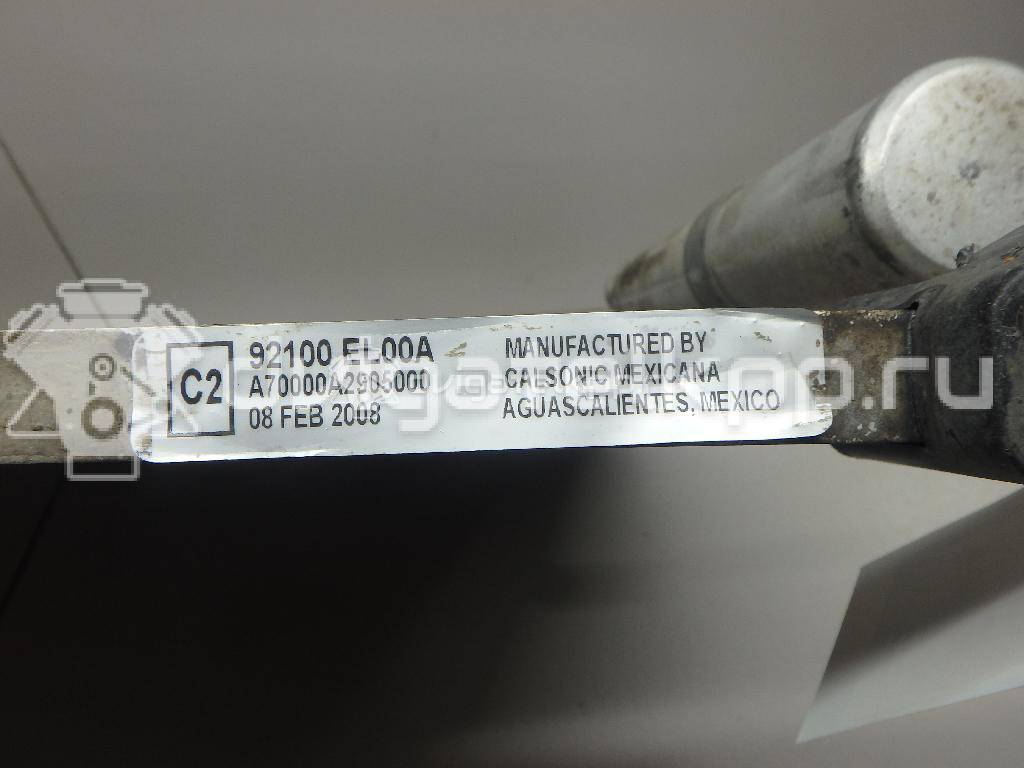 C2
92100 EL00A
A70000A2905000
08 FEB 2008
MANUFACTURED BY
CALSONIC MEXICANA
AGUASCALIENTES, MEXICO